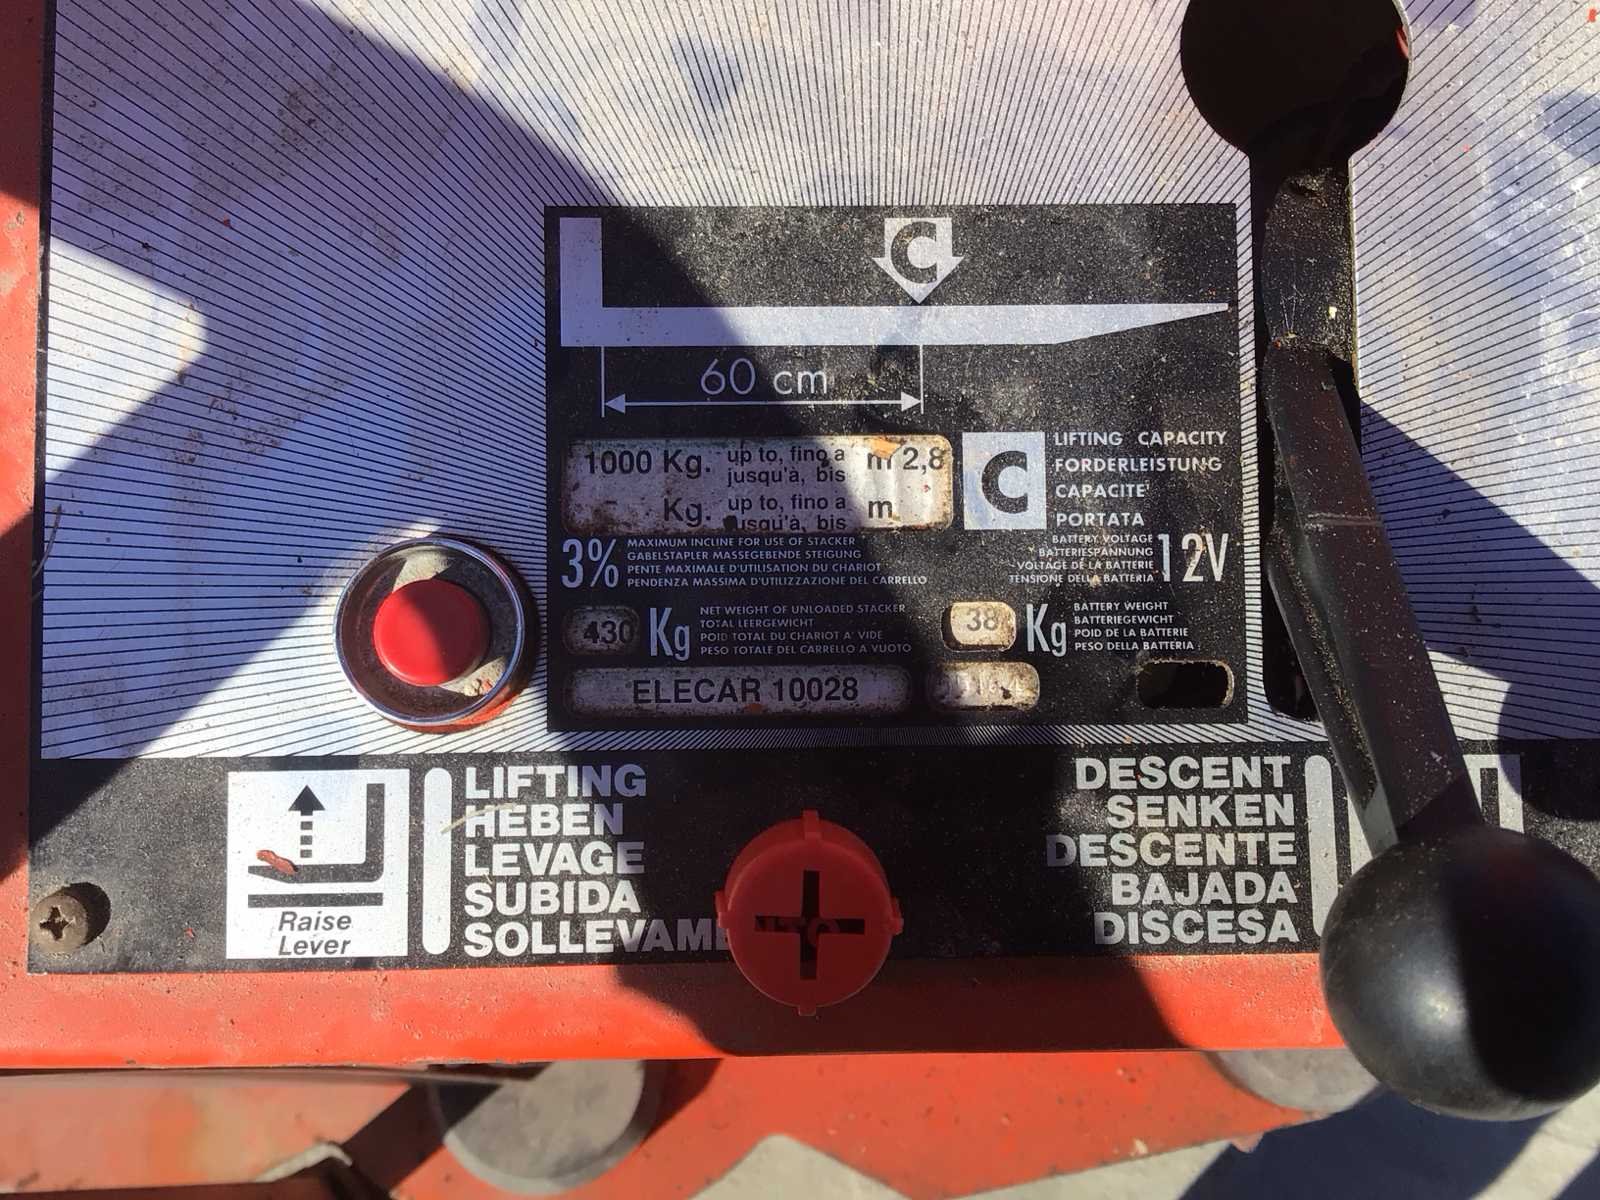 C
60 cm
1000 Kg. up to, fino a m 2,8
jusqu'à, bis
Kg. up to, fino a m
jusqu'à, bis
C
LIFTING CAPACITY
FORDERLEISTUNG
CAPACITE'
PORTATA
3%
MAXIMUM INCLINE FOR USE OF STACKER
GABELSTAPLER MASSEGEBENDE STEIGUNG
PENTE MAXIMALE D'UTILISATION DU CHARIOT
PENDENZA MASSIMA D'UTILIZZAZIONE DEL CARRELLO
BATTERY VOLTAGE
BATTERIESPANNUNG
VOLTAGE DE LA BATTERIE
TENSIONE DELLA BATTERIA
12V
430 Kg
NET WEIGHT OF UNLOADED STACKER
TOTAL LEERGEWICHT
POID TOTAL DU CHARIOT A' VIDE
PESO TOTALE DEL CARRELLO A VUOTO
38 Kg
BATTERY WEIGHT
BATTERIEGEWICHT
POID DE LA BATTERIE
PESO DELLA BATTERIA
ELECAR 10028
Raise
Lever
LIFTING
HEBEN
LEVAGE
SUBIDA
SOLLEVAME
DESCENT
SENKEN
DESCENTE
BAJADA
DISCESA